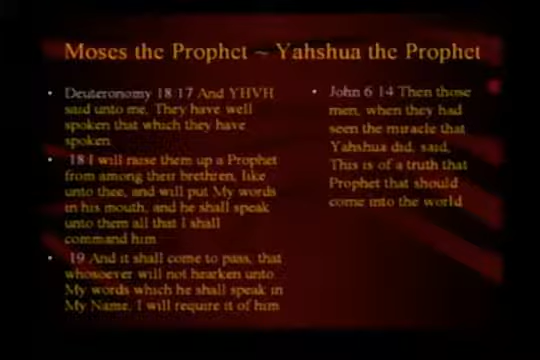 Moses the Prophet ~ Yahshua the Prophet
• Deuteronomy 18:17 And YHVH
said unto me, They have well
spoken that which they have
spoken
• 18 I will raise them up a Prophet
from among their brethren, like
unto thee, and will put My words
in his mouth, and he shall speak
unto them all that I shall
command him
• 19 And it shall come to pass, that
whosoever will not hearken unto
My words which he shall speak in
My Name, I will require it of him
• John 6:14 Then those
men, when they had
seen the miracle that
Yahshua did, said,
This is of a truth that
Prophet that should
come into the world